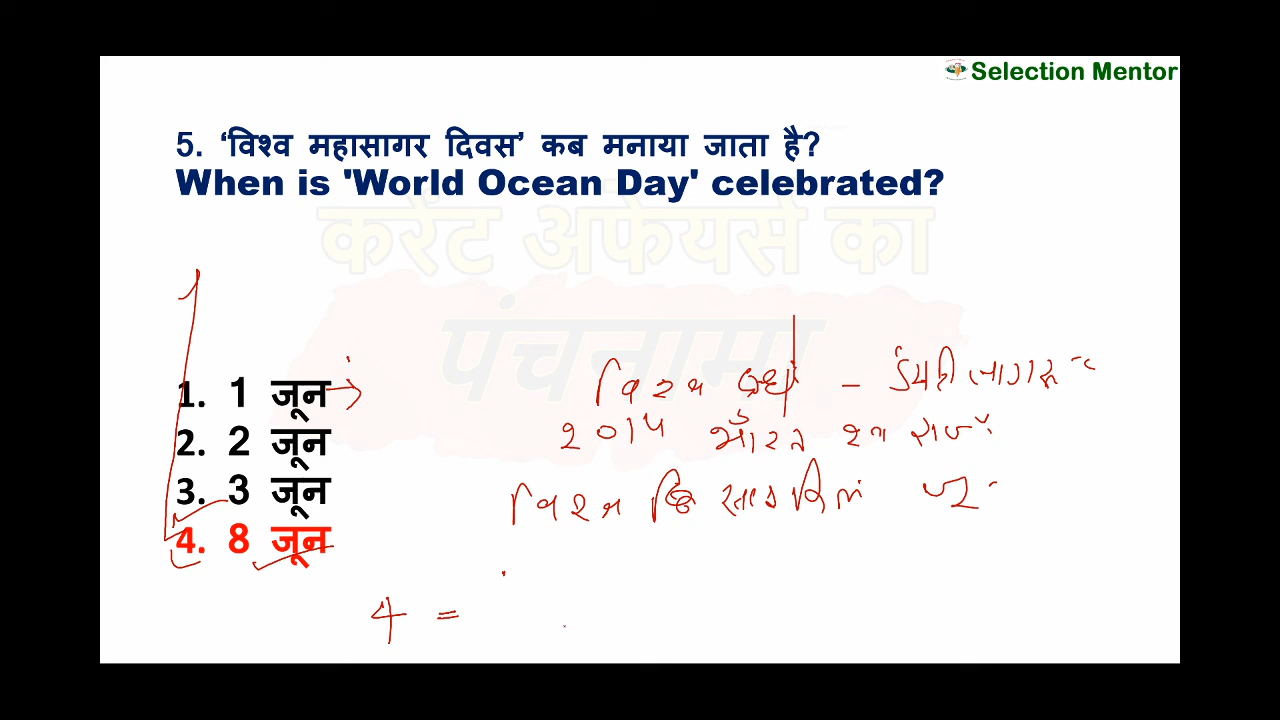 Selection Mentor
5. ‘विश्व महासागर दिवस’ कब मनाया जाता है?
When is 'World Ocean Day' celebrated?
करेंट अफेयर्स का
पंचनामा
1. 1 जून
2. 2 जून
3. 3 जून
4. 8 जून
विश्व
भारत
विश्व
4 =